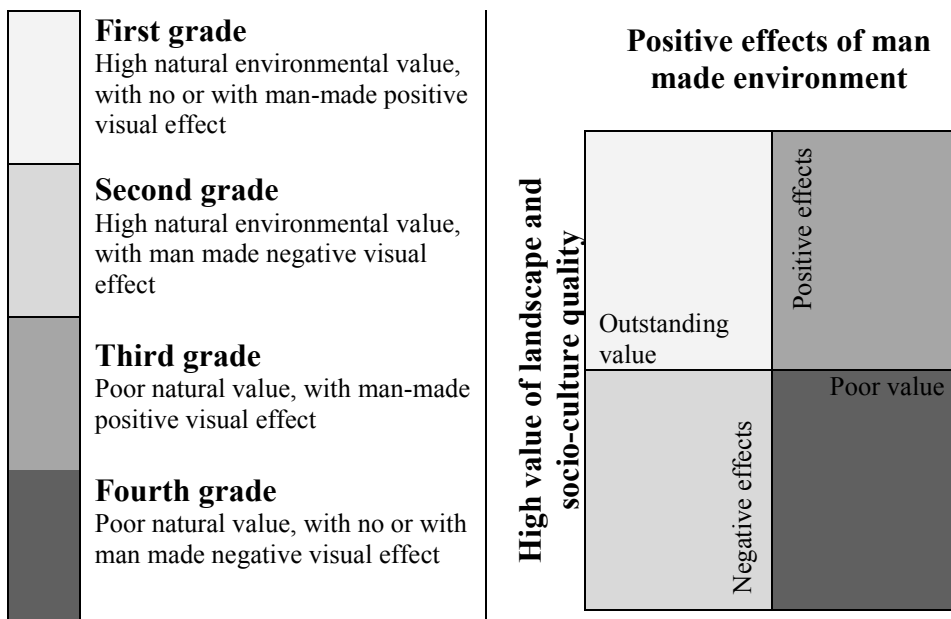 First grade
High natural environmental value,
with no or with man-made positive
visual effect
Second grade
High natural environmental value,
with man made negative visual
effect
Third grade
Poor natural value, with man-made
positive visual effect
Fourth grade
Poor natural value, with no or with
man made negative visual effect
Positive effects of man
made environment
High value of landscape and
socio-culture quality
Outstanding
value
Positive effects
Negative effects
Poor value